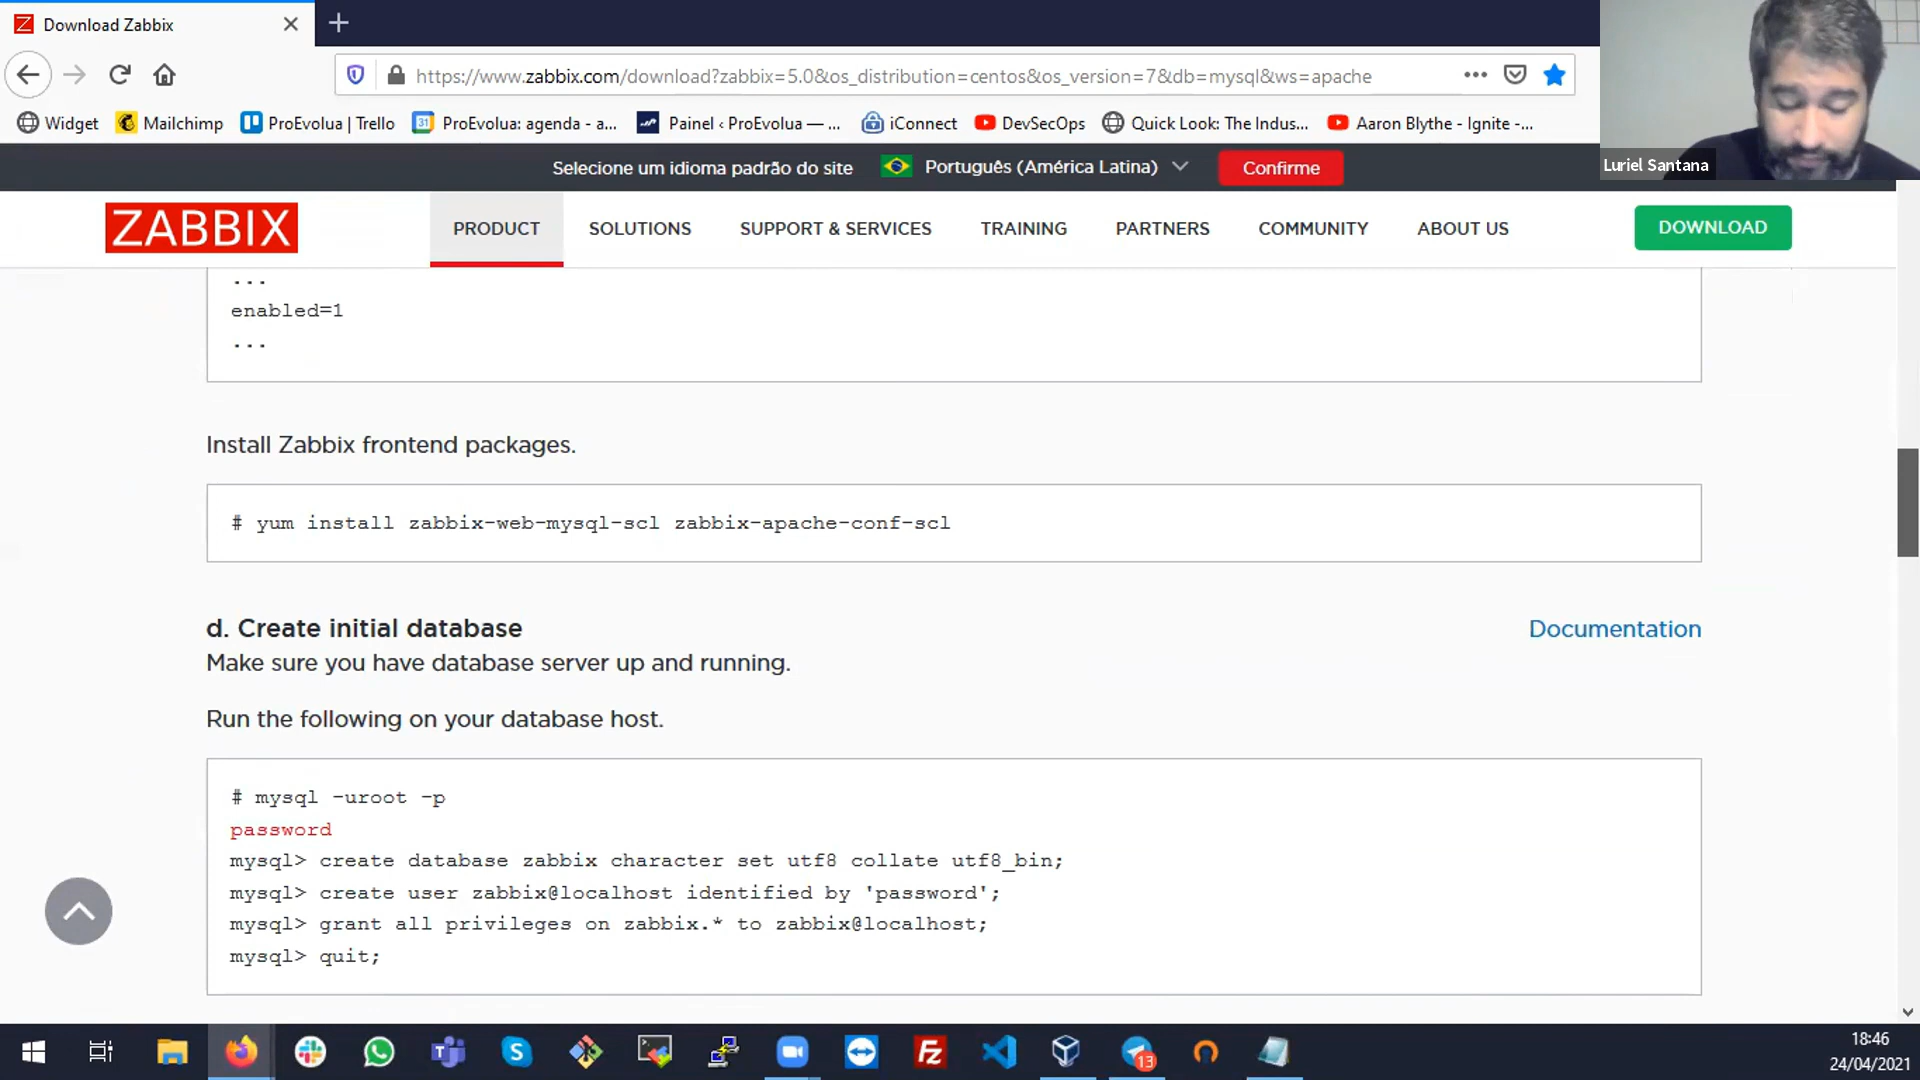 Download Zabbix
https://www.zabbix.com/download?zabbix=5.0&os_distribution=centos&os_version=7&db=mysql&ws=apache
Widget
Mailchimp
ProEvolua | Trello
31
ProEvolua: agenda - a...
Painel ‹ ProEvolua — ...
iConnect
DevSecOps
Quick Look: The Indus...
Aaron Blythe - Ignite -...
Luriel Santana
Selecione um idioma padrão do site
Português (América Latina)
Confirme
ZABBIX
PRODUCT
SOLUTIONS
SUPPORT & SERVICES
TRAINING
PARTNERS
COMMUNITY
ABOUT US
DOWNLOAD
...
enabled=1
...
Install Zabbix frontend packages.
# yum install zabbix-web-mysql-scl zabbix-apache-conf-scl
d. Create initial database
Documentation
Make sure you have database server up and running.
Run the following on your database host.
# mysql -uroot -p
password
mysql> create database zabbix character set utf8 collate utf8_bin;
mysql> create user zabbix@localhost identified by 'password';
mysql> grant all privileges on zabbix.* to zabbix@localhost;
mysql> quit;
13
18:46
24/04/2021